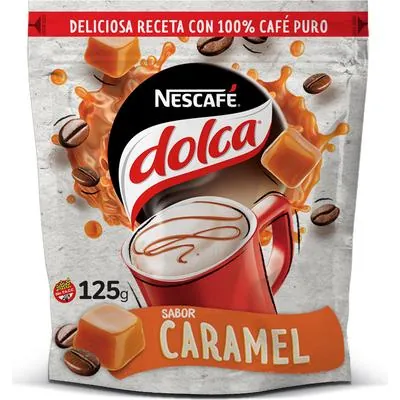 DELICIOSA RECETA CON 100% CAFÉ PURO
NESCAFÉ
dolca
125g
SABOR
CARAMEL